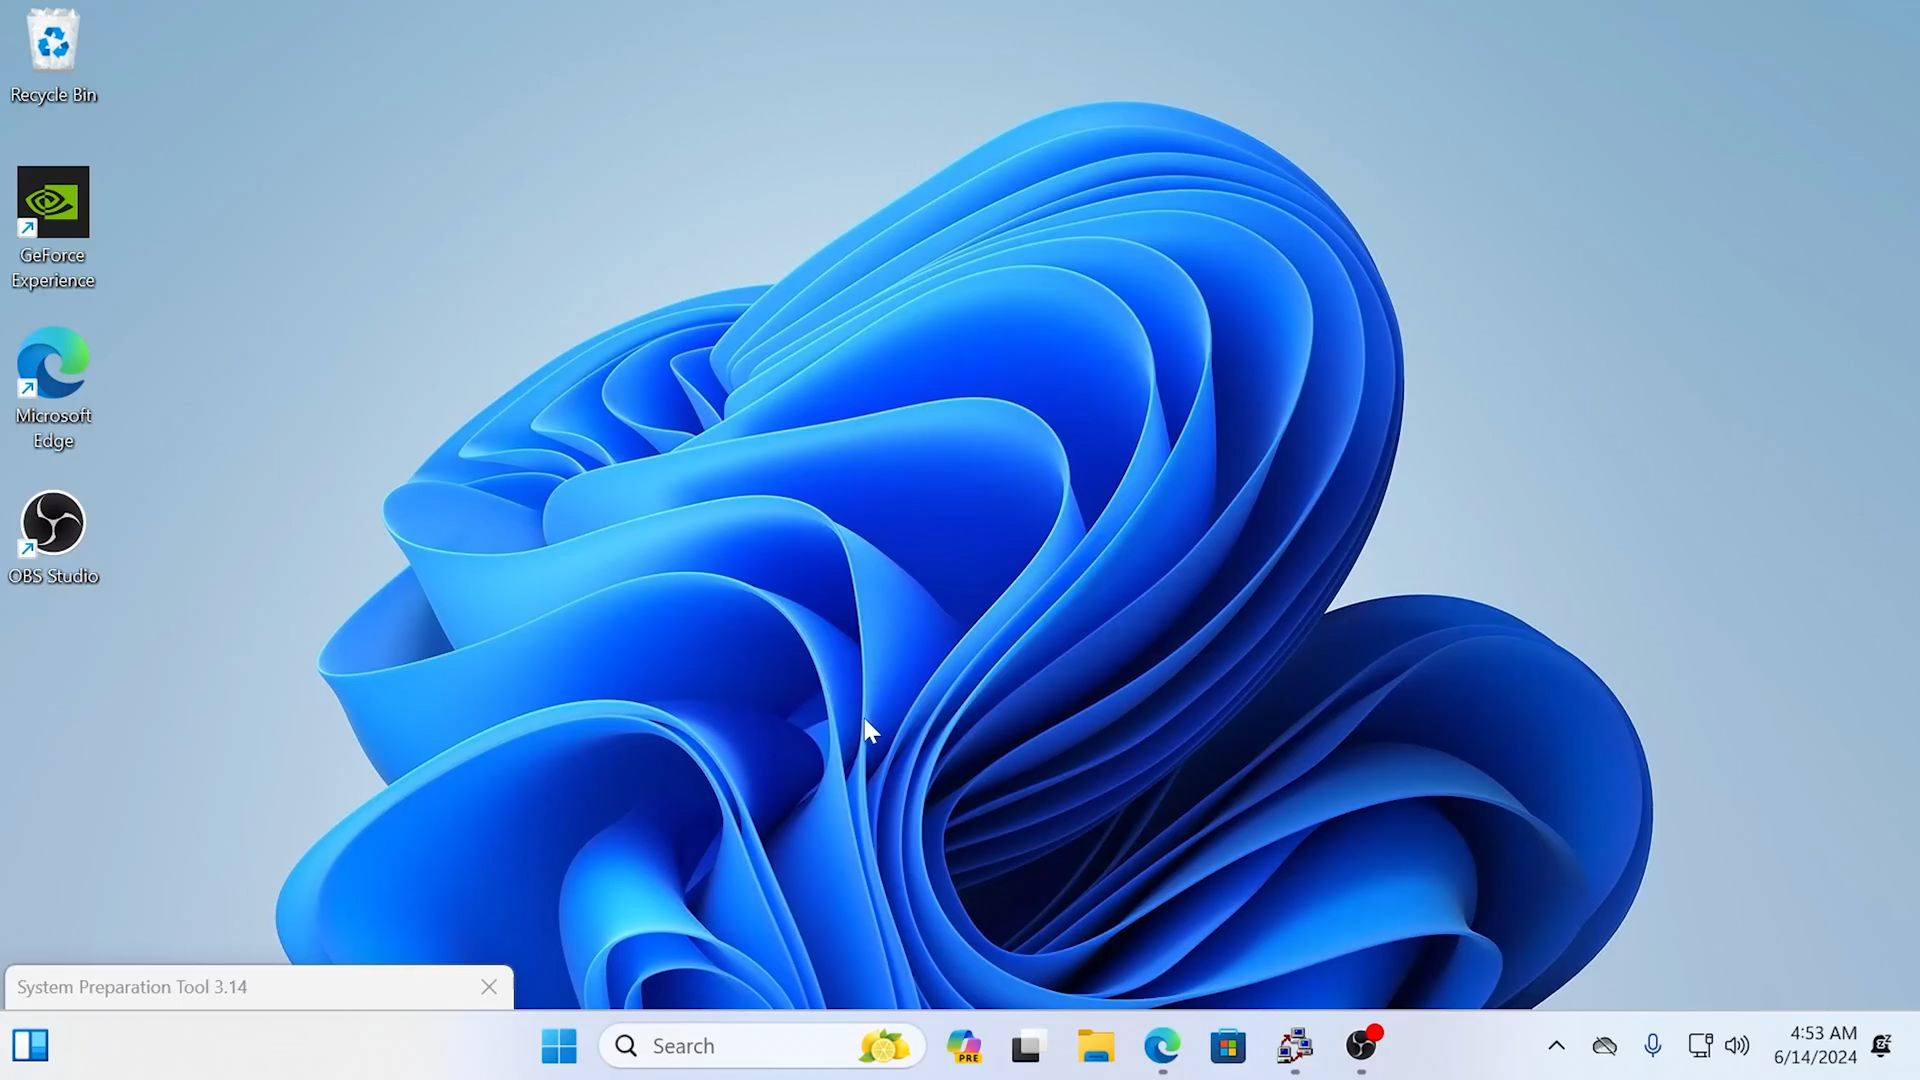 Recycle Bin
GeForce
Experience
Microsoft
Edge
OBS Studio
System Preparation Tool 3.14
Search
PRE
4:53 AM
6/14/2024